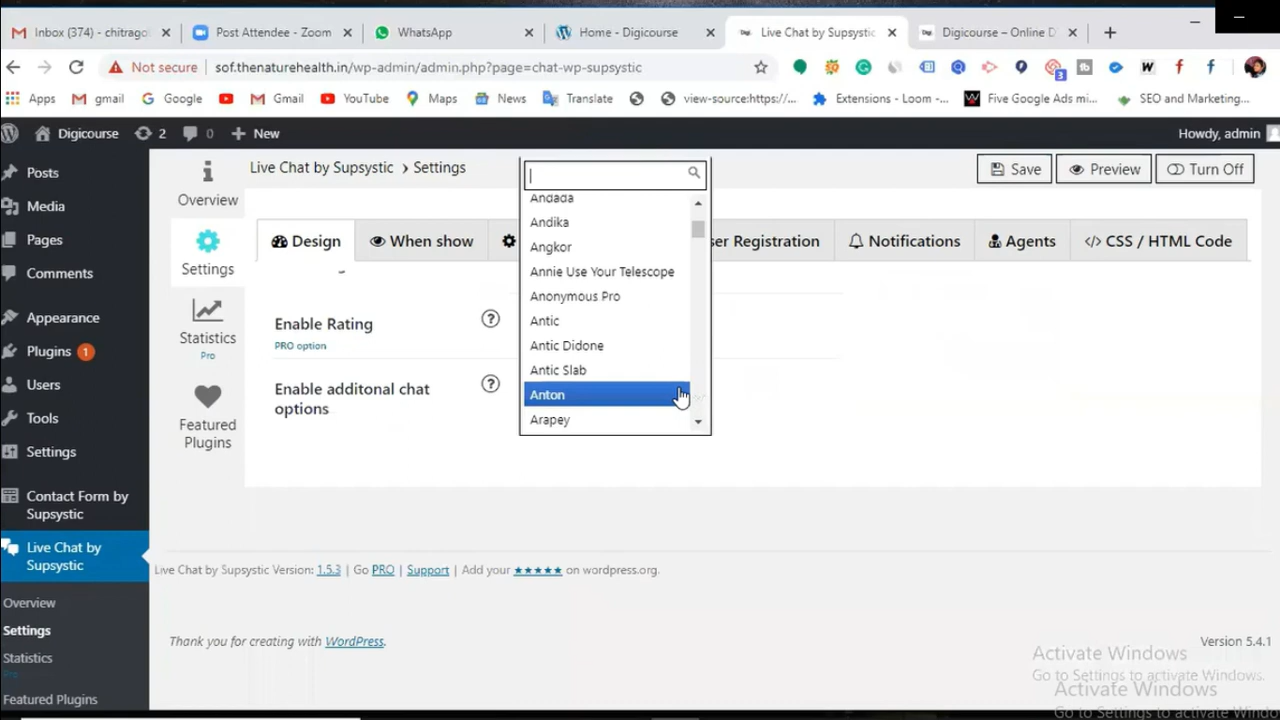 Inbox (374) - chitrago
Post Attendee - Zoom
WhatsApp
Home - Digicourse
Live Chat by Supsystic
Digicourse – Online D
Not secure
sof.thenaturehealth.in/wp-admin/admin.php?page=chat-wp-supsystic
3
Apps
gmail
Google
Gmail
YouTube
Maps
News
Translate
view-source:https://...
Extensions - Loom -...
Five Google Ads mi...
SEO and Marketing...
Digicourse
2
0
New
Howdy, admin
Posts
Media
Pages
Comments
Appearance
Plugins 1
Users
Tools
Settings
Contact Form by
Supsystic
Live Chat by
Supsystic
Overview
Settings
Statistics
Pro
Featured Plugins
Overview
Settings
Statistics
Pro
Featured
Plugins
Live Chat by Supsystic > Settings
Save
Preview
Turn Off
Design
When show
ser Registration
Notifications
Agents
</> CSS / HTML Code
Andada
Andika
Angkor
Annie Use Your Telescope
Anonymous Pro
Antic
Antic Didone
Antic Slab
Anton
Arapey
Enable Rating
PRO option
Enable additonal chat
options
Live Chat by Supsystic Version: 1.5.3 | Go PRO | Support | Add your ★★★★★ on wordpress.org.
Thank you for creating with WordPress.
Version 5.4.1
Activate Windows
Go to Settings to activate Windows.
Activate Windows
Go to Settings to activate Windo